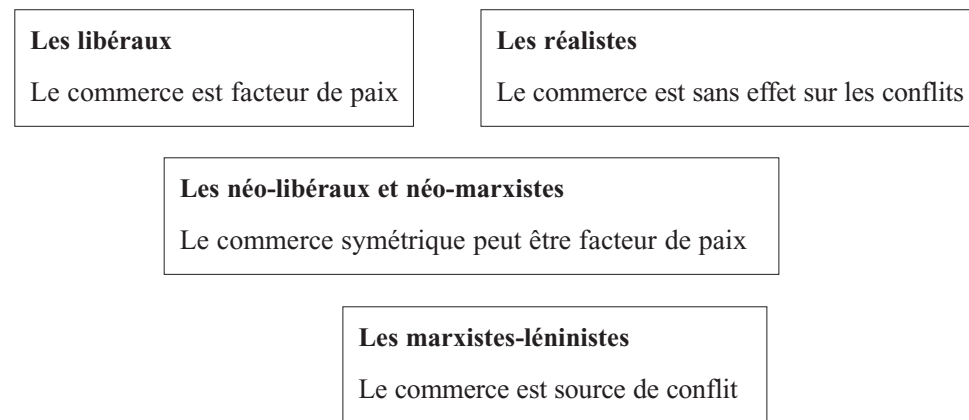 Les libéraux
Le commerce est facteur de paix
Les réalistes
Le commerce est sans effet sur les conflits
Les néo-libéraux et néo-marxistes
Le commerce symétrique peut être facteur de paix
Les marxistes-léninistes
Le commerce est source de conflit